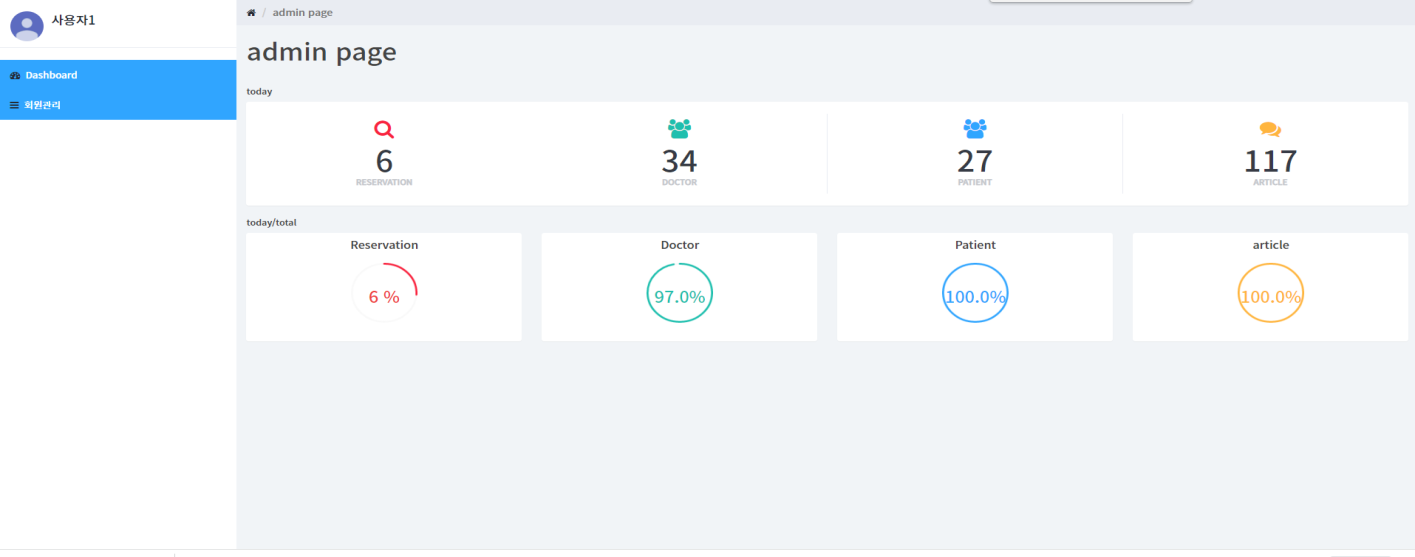 사용자1
Dashboard
회원관리
/ admin page
admin page
today
6
RESERVATION
34
DOCTOR
27
PATIENT
117
ARTICLE
today/total
Reservation
6 %
Doctor
97.0%
Patient
100.0%
article
100.0%